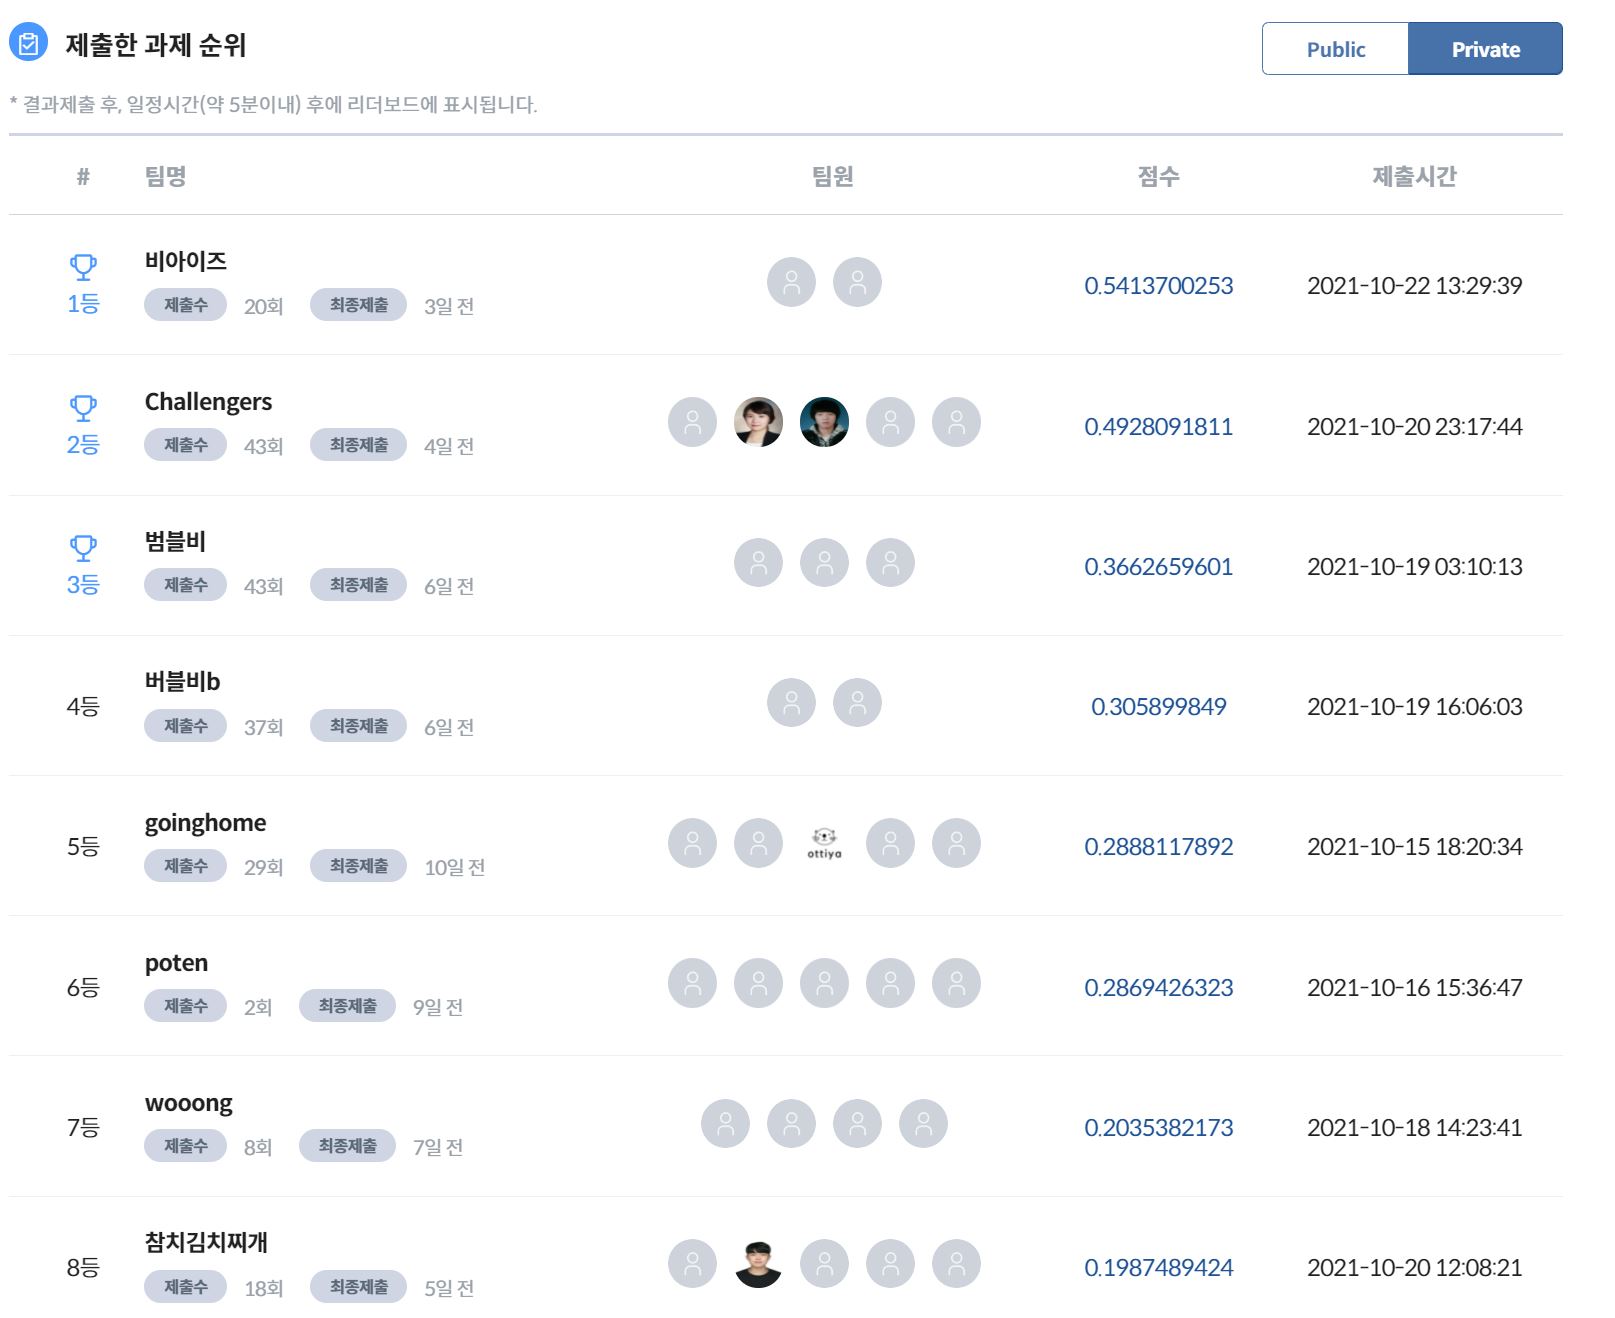 제출한 과제 순위
Public Private
* 결과제출 후, 일정시간(약 5분이내) 후에 리더보드에 표시됩니다.
# 팀명 팀원 점수 제출시간
비아이즈
1등 제출수 20회 최종제출 3일 전 0.5413700253 2021-10-22 13:29:39
Challengers
2등 제출수 43회 최종제출 4일 전 0.4928091811 2021-10-20 23:17:44
범블비
3등 제출수 43회 최종제출 6일 전 0.3662659601 2021-10-19 03:10:13
버블비b
4등 제출수 37회 최종제출 6일 전 0.305899849 2021-10-19 16:06:03
goinghome
5등 제출수 29회 최종제출 10일 전 ottiya 0.2888117892 2021-10-15 18:20:34
poten
6등 제출수 2회 최종제출 9일 전 0.2869426323 2021-10-16 15:36:47
wooong
7등 제출수 8회 최종제출 7일 전 0.2035382173 2021-10-18 14:23:41
참치김치찌개
8등 제출수 18회 최종제출 5일 전 0.1987489424 2021-10-20 12:08:21